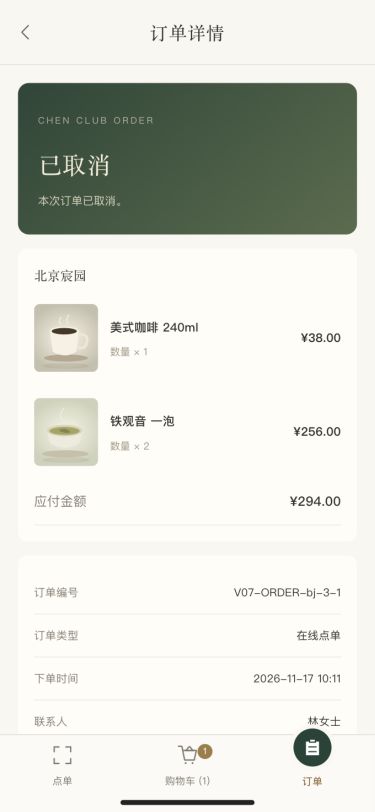 订单详情
CHEN CLUB ORDER
已取消
本次订单已取消。
北京宸园
美式咖啡 240ml
数量 × 1
¥38.00
铁观音 一泡
数量 × 2
¥256.00
应付金额 ¥294.00
订单编号 V07-ORDER-bj-3-1
订单类型 在线点单
下单时间 2026-11-17 10:11
联系人 林女士
1
点单 购物车 (1) 订单